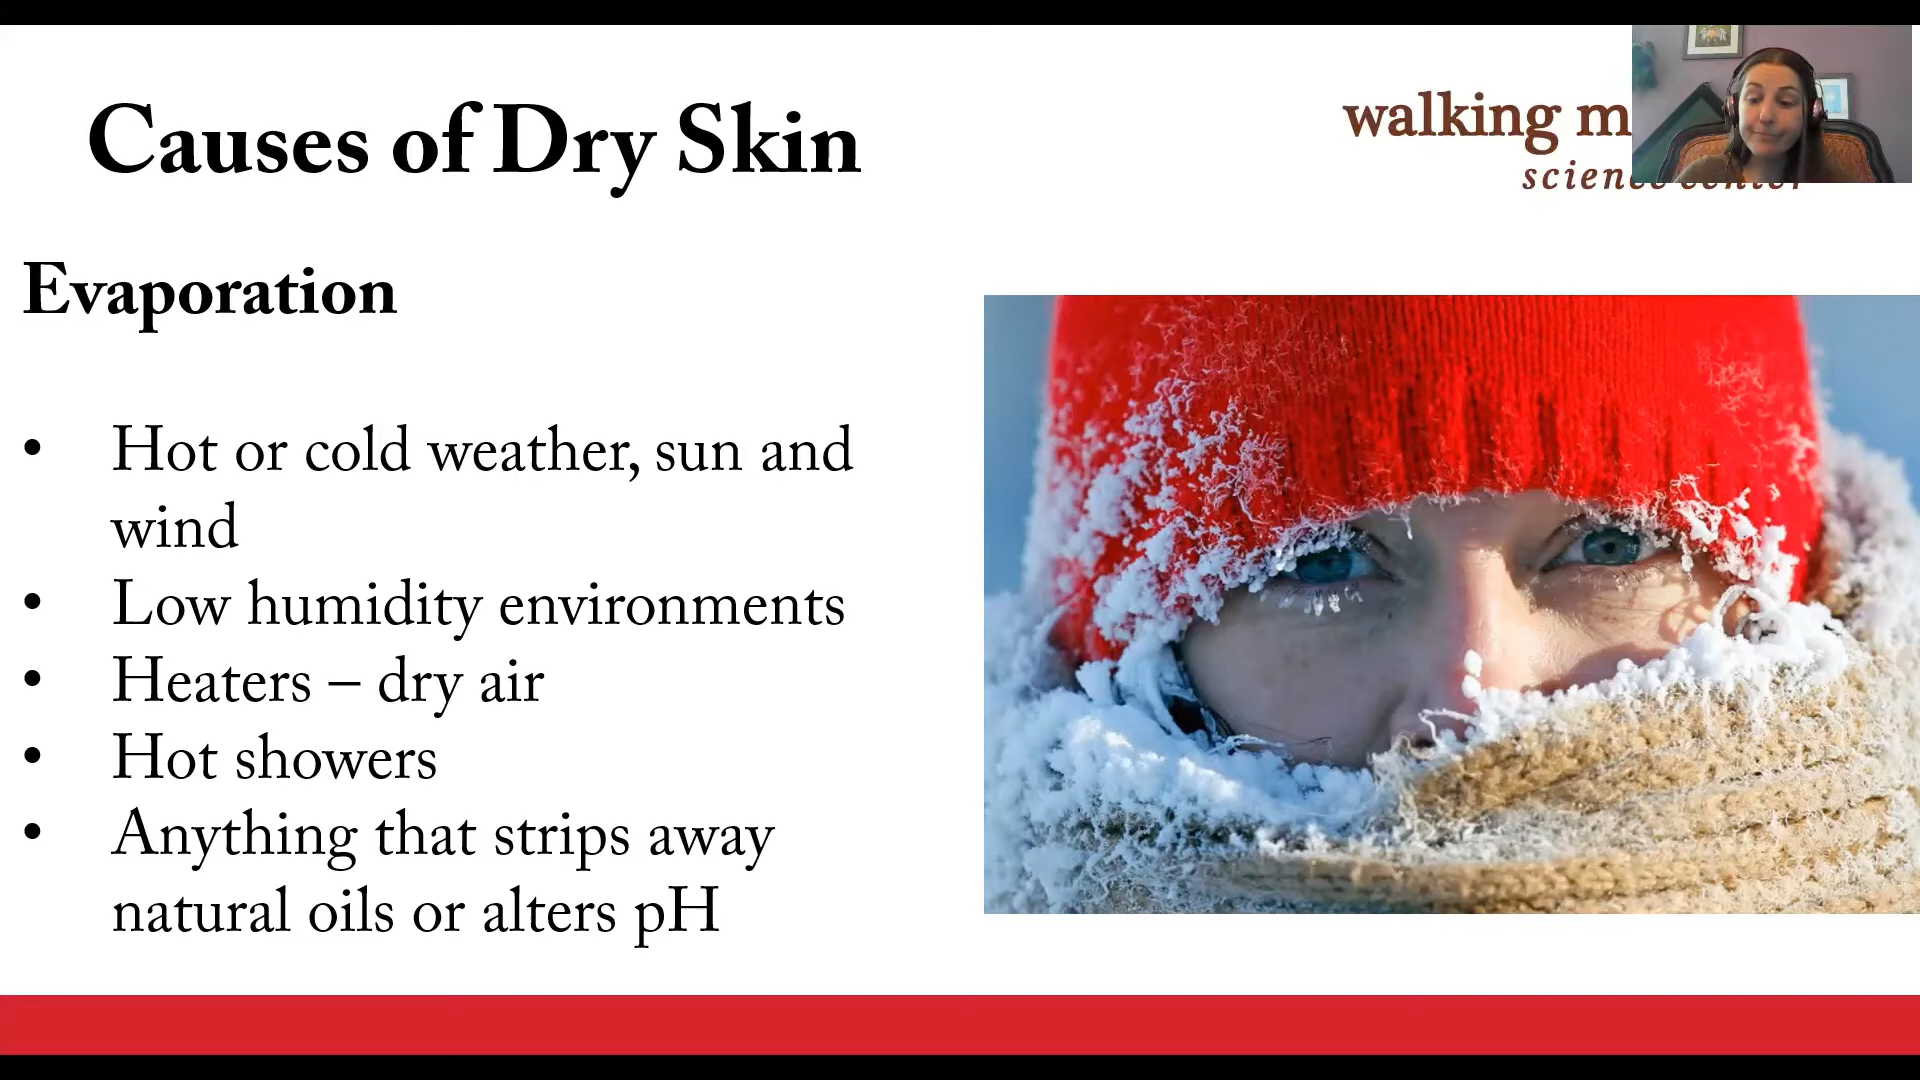 Causes of Dry Skin
walking
Evaporation
• Hot or cold weather, sun and
wind
• Low humidity environments
• Heaters – dry air
• Hot showers
• Anything that strips away
natural oils or alters pH